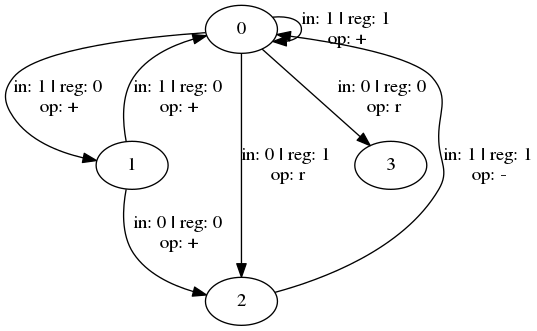 0
in: 1 | reg: 1
op: +
in: 1 | reg: 0
op: +
in: 1 | reg: 0
op: +
in: 0 | reg: 0
op: r
1
in: 0 | reg: 1
op: r
3
in: 1 | reg: 1
op: -
in: 0 | reg: 0
op: +
2